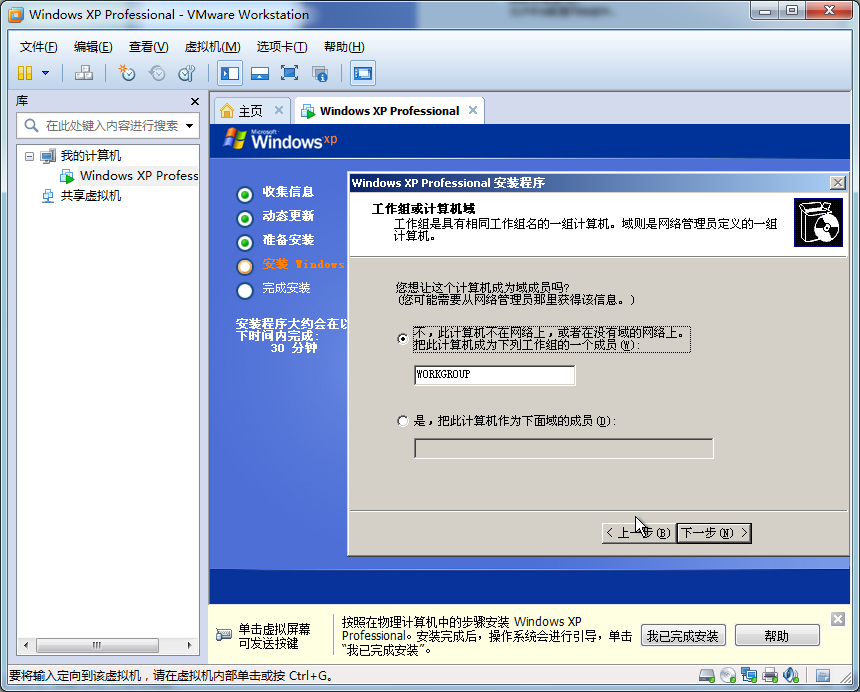 Windows XP Professional - VMware Workstation
文件(F) 编辑(E) 查看(V) 虚拟机(M) 选项卡(T) 帮助(H)
库
在此处键入内容进行搜索
我的计算机
Windows XP Profess
共享虚拟机
主页
Windows XP Professional
Microsoft
Windows xp
收集信息
动态更新
准备安装
安装 Windows
完成安装
安装程序大约会在以
下时间内完成:
30 分钟
Windows XP Professional 安装程序
工作组或计算机域
工作组是具有相同工作组名的一组计算机。域则是网络管理员定义的一组
计算机。
您想让这个计算机成为域成员吗?
(您可能需要从网络管理员那里获得该信息。)
不，此计算机不在网络上，或者在没有域的网络上。
把此计算机成为下列工作组的一个成员(W):
WORKGROUP
是，把此计算机作为下面域的成员(D):
< 上一步(B)
下一步(N) >
单击虚拟屏幕
可发送按键
按照在物理计算机中的步骤安装 Windows XP
Professional。安装完成后，操作系统会进行引导，单击
“我已完成安装”。
我已完成安装
帮助
要将输入定向到该虚拟机，请在虚拟机内部单击或按 Ctrl+G。